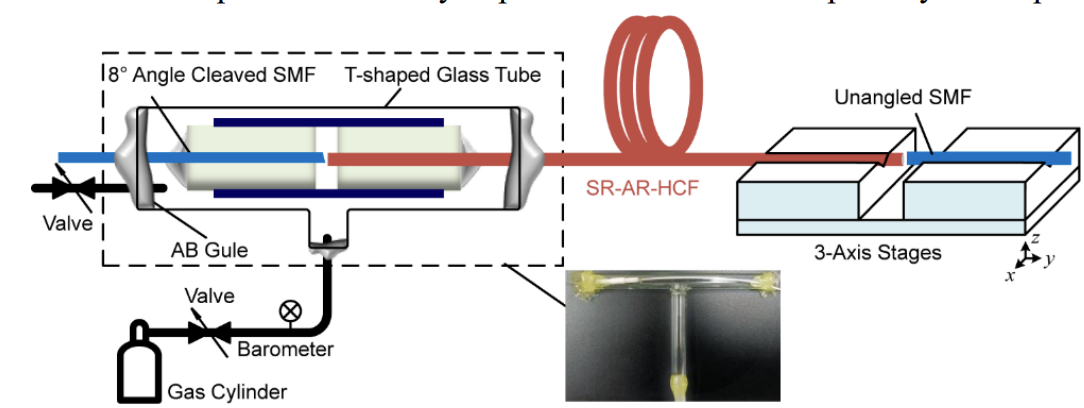 8° Angle Cleaved SMF
T-shaped Glass Tube
Unangled SMF
SR-AR-HCF
Valve
AB Gule
3-Axis Stages
z
y
x
Valve
Barometer
Gas Cylinder